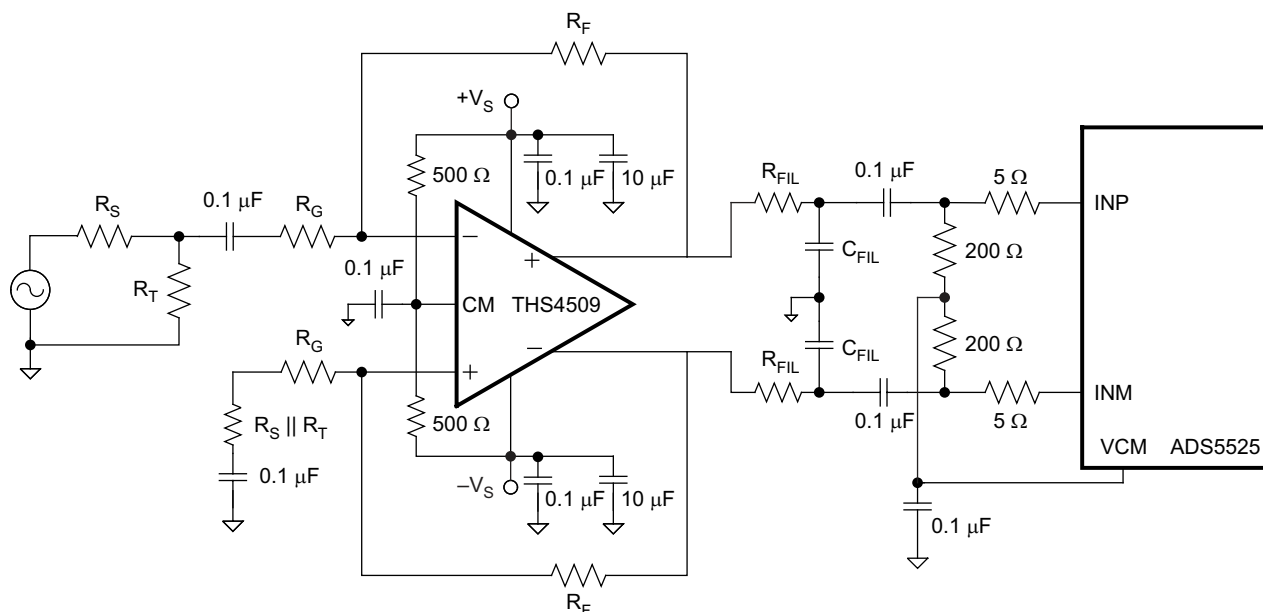 R_F
+V_S
500 Ω
0.1 µF
10 µF
R_FIL
0.1 µF
5 Ω
R_S
0.1 µF
R_G
INP
−
+
C_FIL
200 Ω
0.1 µF
R_T
CM
THS4509
R_G
+
−
C_FIL
200 Ω
R_FIL
INM
R_S || R_T
500 Ω
0.1 µF
5 Ω
0.1 µF
VCM
ADS5525
–V_S
0.1 µF
10 µF
0.1 µF
R_F